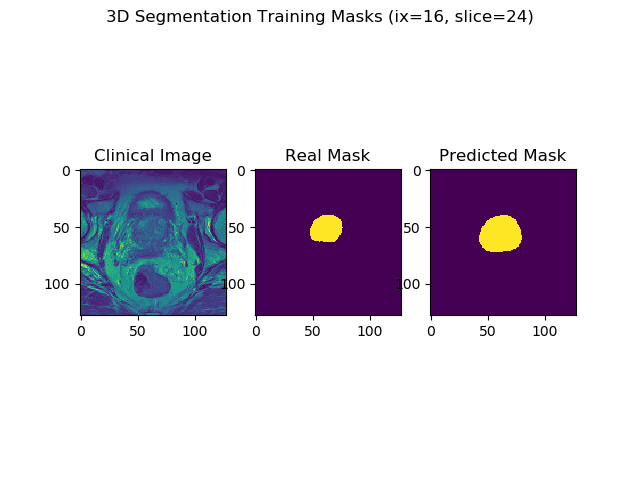 3D Segmentation Training Masks (ix=16, slice=24)
Clinical Image Real Mask Predicted Mask
0 0 0
50 50 50
100 100 100
0 50 100 0 50 100 0 50 100